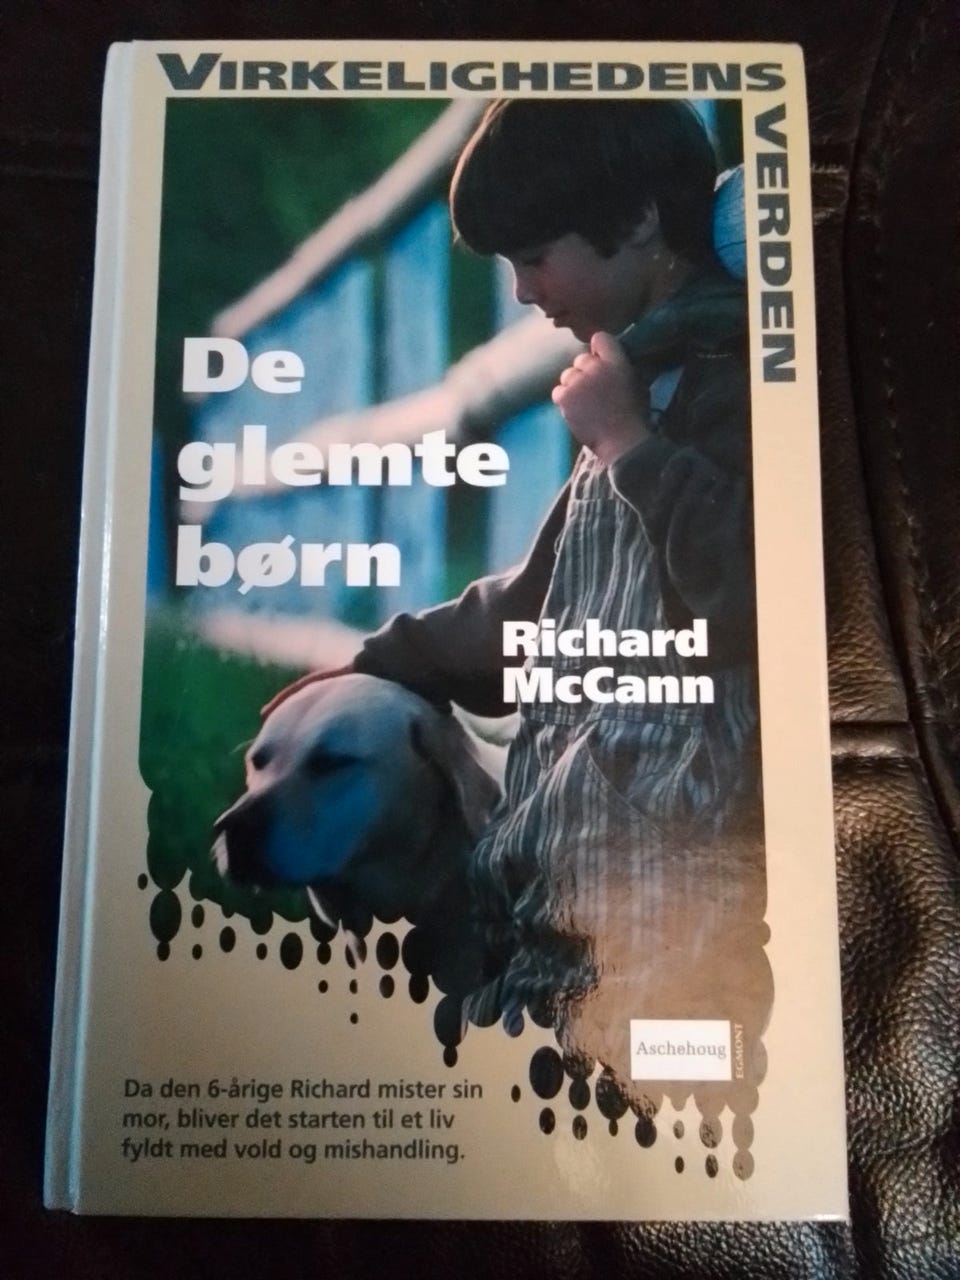 VIRKELIGHEDENS
VERDEN
De
glemte
børn
Richard
McCann
Aschehoug
EGMONT
Da den 6-årige Richard mister sin
mor, bliver det starten til et liv
fyldt med vold og mishandling.